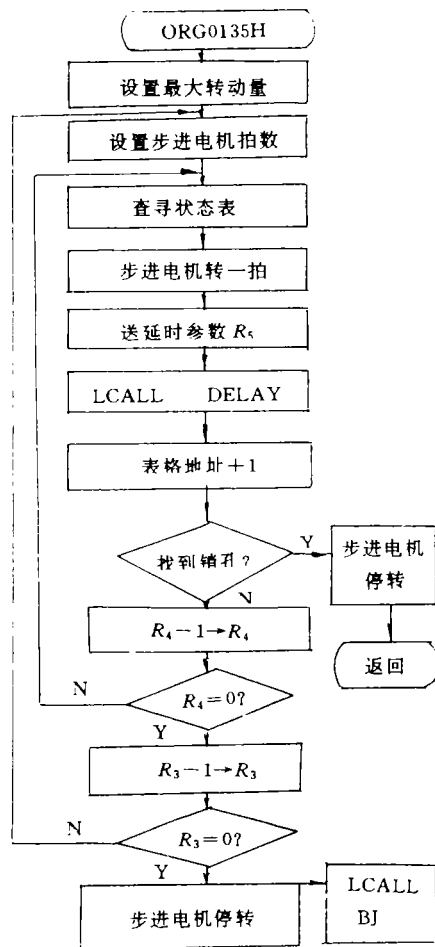 ORG0135H
设置最大转动量
设置步进电机拍数
查寻状态表
步进电机转一拍
送延时参数 R₅
LCALL DELAY
表格地址+1
找到销孔?
Y
步进电机
停转
N
R₄-1→R₄
返回
N
R₄=0?
Y
R₃-1→R₃
N
R₃=0?
Y
步进电机停转
LCALL
BJ